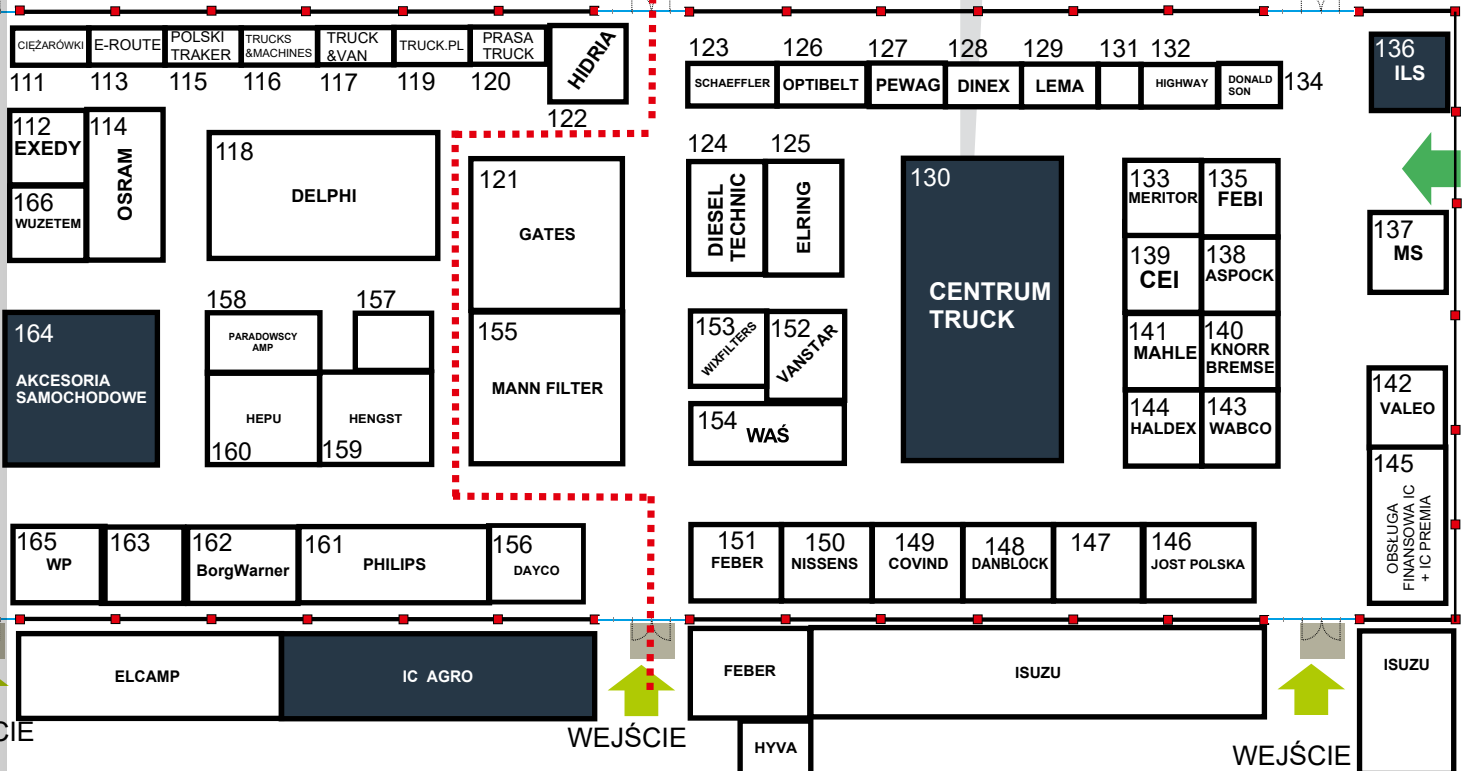 CIĘŻARÓWKI
E-ROUTE
POLSKI
TRAKER
TRUCKS
&MACHINES
TRUCK
&VAN
TRUCK.PL
PRASA
TRUCK
HIDRIA
111
113
115
116
117
119
120
122
123
126
127
128
129
131
132
134
SCHAEFFLER
OPTIBELT
PEWAG
DINEX
LEMA
HIGHWAY
DONALD
SON
136
ILS
112
EXEDY
114
OSRAM
166
WUZETEM
118
DELPHI
121
GATES
124
125
DIESEL
TECHNIC
ELRING
130
CENTRUM
TRUCK
133
MERITOR
135
FEBI
139
CEI
138
ASPOCK
141
MAHLE
140
KNORR
BREMSE
144
HALDEX
143
WABCO
137
MS
164
AKCESORIA
SAMOCHODOWE
158
157
PARADOWSCY
AMP
HEPU
160
HENGST
159
155
MANN FILTER
153
WIXFILTERS
152
VANSTAR
154
WAŚ
142
VALEO
145
OBSŁUGA
FINANSOWA IC
+ IC PREMIA
165
WP
163
162
BorgWarner
161
PHILIPS
156
DAYCO
151
FEBER
150
NISSENS
149
COVIND
148
DANBLOCK
147
146
JOST POLSKA
ELCAMP
IC AGRO
FEBER
ISUZU
ISUZU
HYVA
CIE
WEJŚCIE
WEJŚCIE